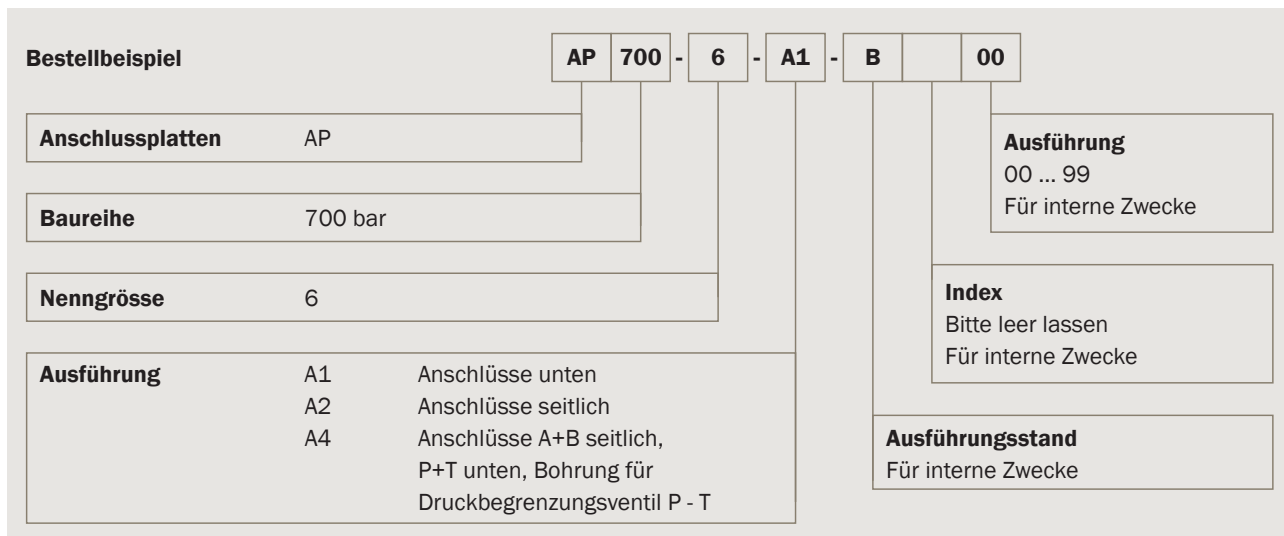 Bestellbeispiel AP 700 - 6 - A1 - B 00
Anschlussplatten AP
Baureihe 700 bar
Nenngrösse 6
Ausführung A1 Anschlüsse unten
A2 Anschlüsse seitlich
A4 Anschlüsse A+B seitlich,
P+T unten, Bohrung für
Druckbegrenzungsventil P - T
Ausführung
00 ... 99
Für interne Zwecke
Index
Bitte leer lassen
Für interne Zwecke
Ausführungsstand
Für interne Zwecke